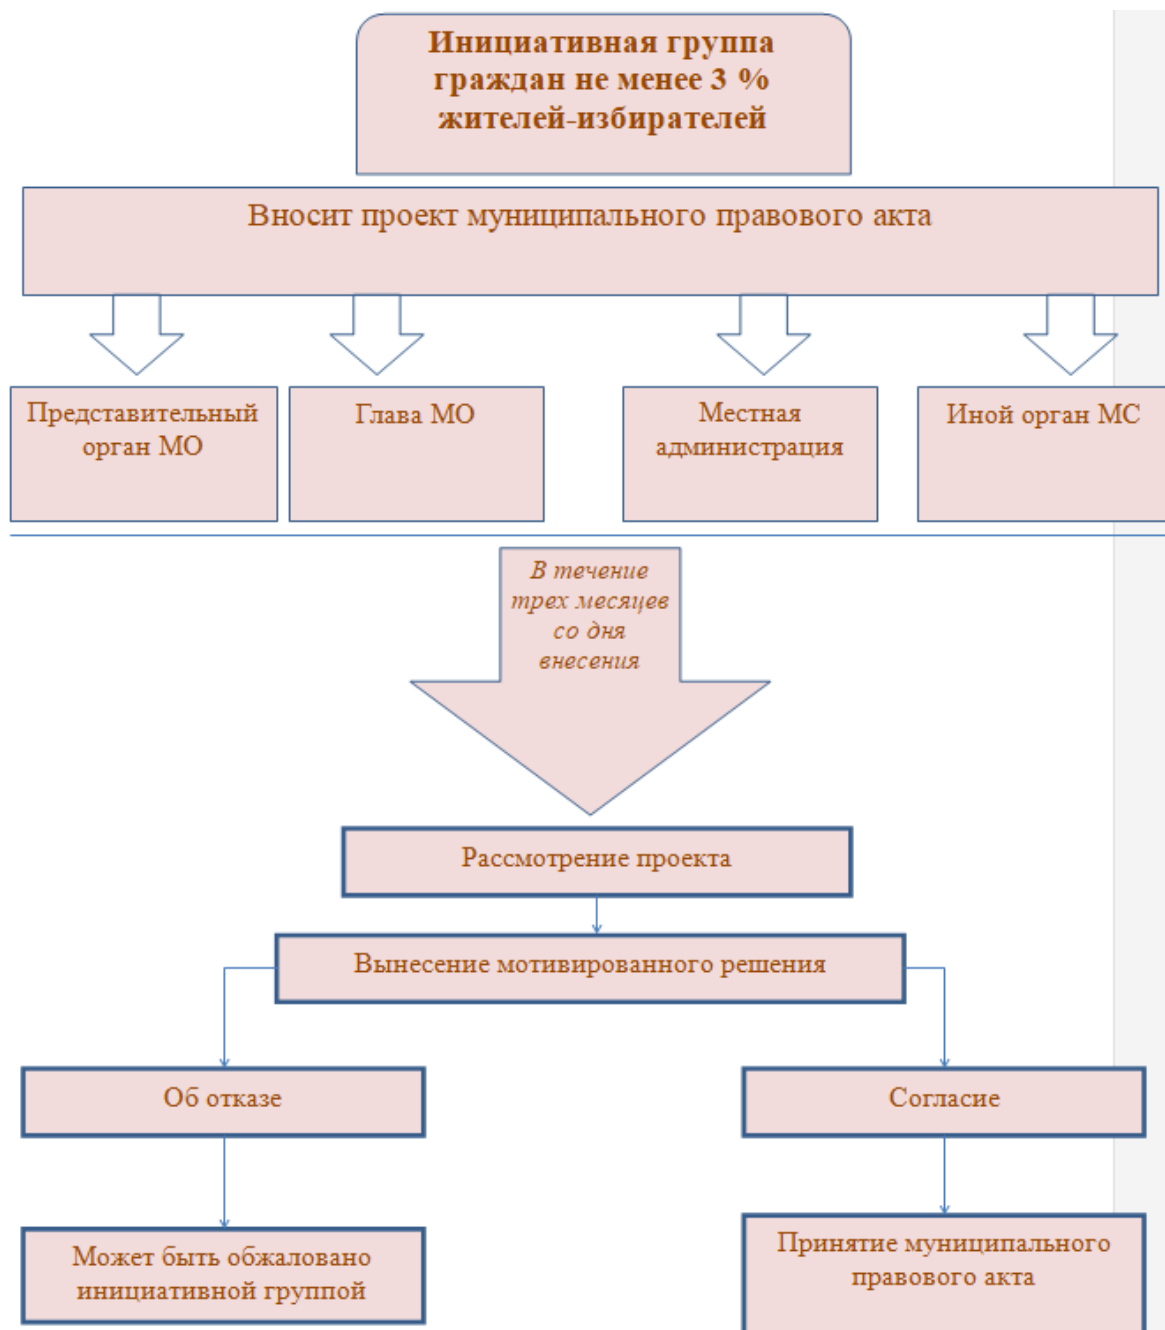 Инициативная группа
граждан не менее 3 %
жителей-избирателей
Вносит проект муниципального правового акта
Представительный
орган МО
Глава МО
Местная
администрация
Иной орган МС
В течение
трех месяцев
со дня
внесения
Рассмотрение проекта
Вынесение мотивированного решения
Об отказе
Согласие
Может быть обжаловано
инициативной группой
Принятие муниципального
правового акта